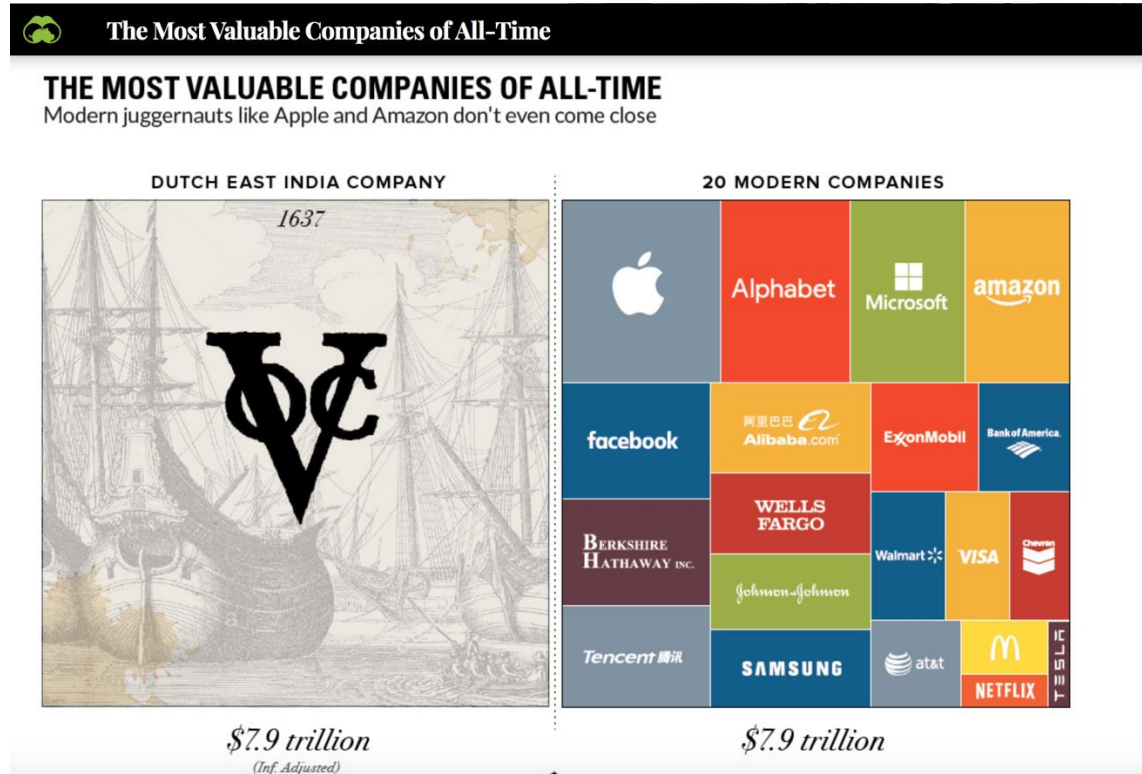 The Most Valuable Companies of All-Time
THE MOST VALUABLE COMPANIES OF ALL-TIME
Modern juggernauts like Apple and Amazon don't even come close
DUTCH EAST INDIA COMPANY
1637
VOC
$7.9 trillion
(Inf. Adjusted)
20 MODERN COMPANIES
Alphabet
Microsoft
amazon
facebook
阿里巴巴
Alibaba.com
ExxonMobil
Bank of America.
BERKSHIRE
HATHAWAY INC.
WELLS
FARGO
Walmart
VISA
Chevron
Johnson & Johnson
Tencent 腾讯
SAMSUNG
at&t
NETFLIX
TESLA
$7.9 trillion